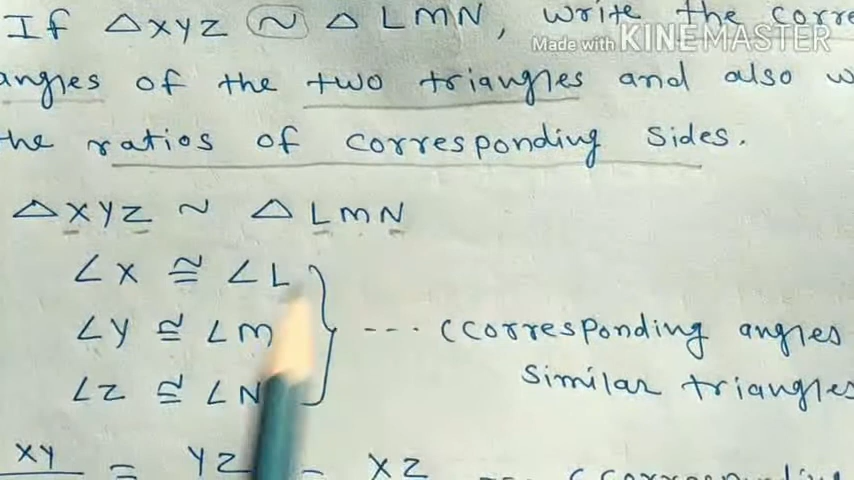 If △XYZ ~ △ LMN, write the corre
Made with KINEMASTER
angles of the two triangles and also w
the ratios of corresponding sides.
△XYZ ~ △LMN
∠X ≅ ∠L
∠Y ≅ ∠M --- (Corresponding angles
∠Z ≅ ∠N Similar triangles
XY = YZ = XZ